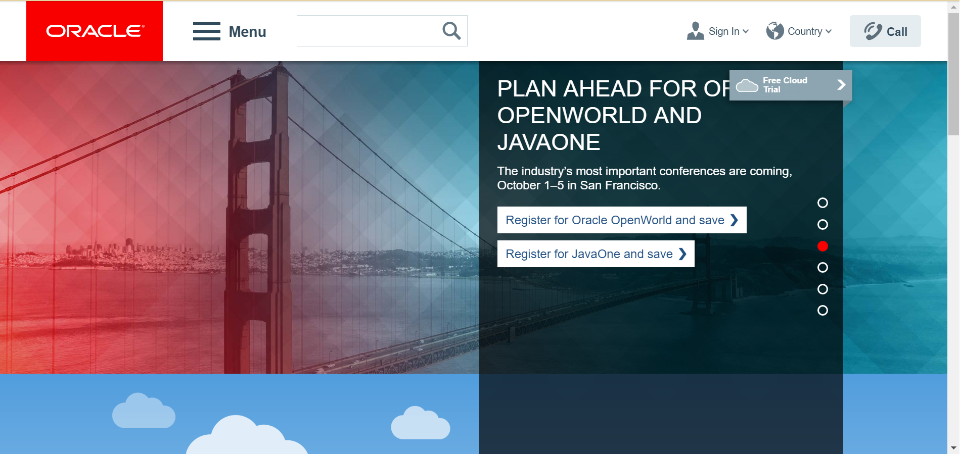 ORACLE
Menu
Sign In
Country
Call
Free Cloud
Trial
PLAN AHEAD FOR
OPENWORLD AND
JAVAONE
The industry's most important conferences are coming,
October 1–5 in San Francisco.
Register for Oracle OpenWorld and save
Register for JavaOne and save